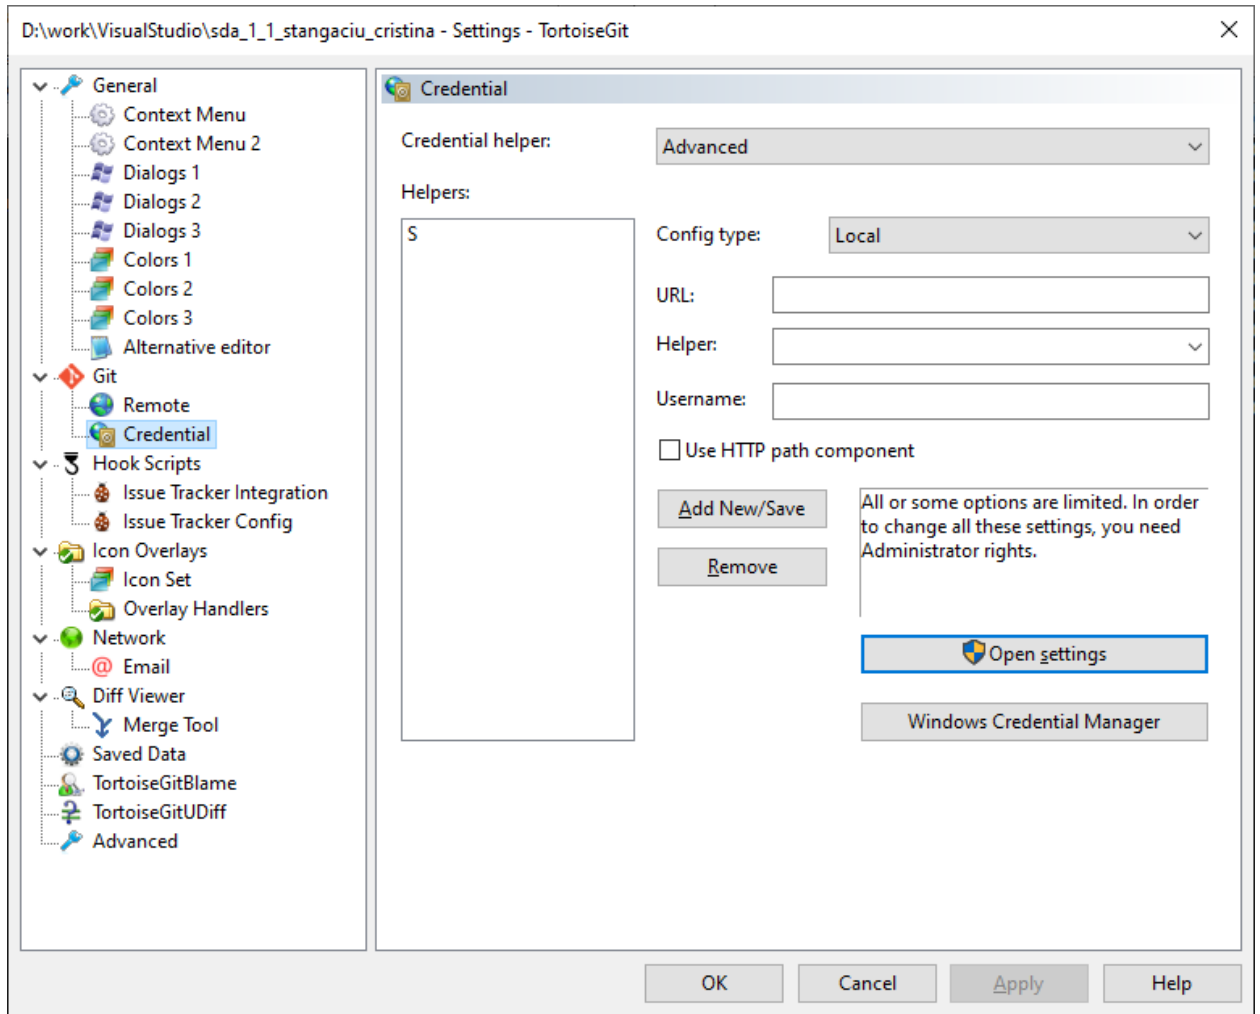 D:\work\VisualStudio\sda_1_1_stangaciu_cristina - Settings - TortoiseGit
General
Context Menu
Context Menu 2
Dialogs 1
Dialogs 2
Dialogs 3
Colors 1
Colors 2
Colors 3
Alternative editor
Git
Remote
Credential
Hook Scripts
Issue Tracker Integration
Issue Tracker Config
Icon Overlays
Icon Set
Overlay Handlers
Network
Email
Diff Viewer
Merge Tool
Saved Data
TortoiseGitBlame
TortoiseGitUDiff
Advanced
Credential
Credential helper:
Advanced
Helpers:
S
Config type:
Local
URL:
Helper:
Username:
Use HTTP path component
Add New/Save
Remove
All or some options are limited. In order
to change all these settings, you need
Administrator rights.
Open settings
Windows Credential Manager
OK
Cancel
Apply
Help